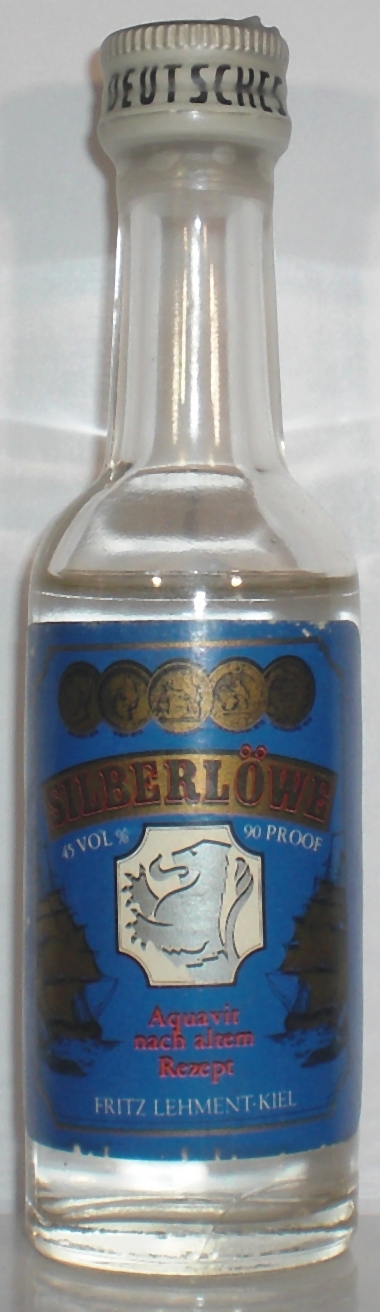 DEUTSCHES
SILBERLÖWE
45 VOL % 90 PROOF
Aquavit
nach altem
Rezept
FRITZ LEHMENT-KIEL